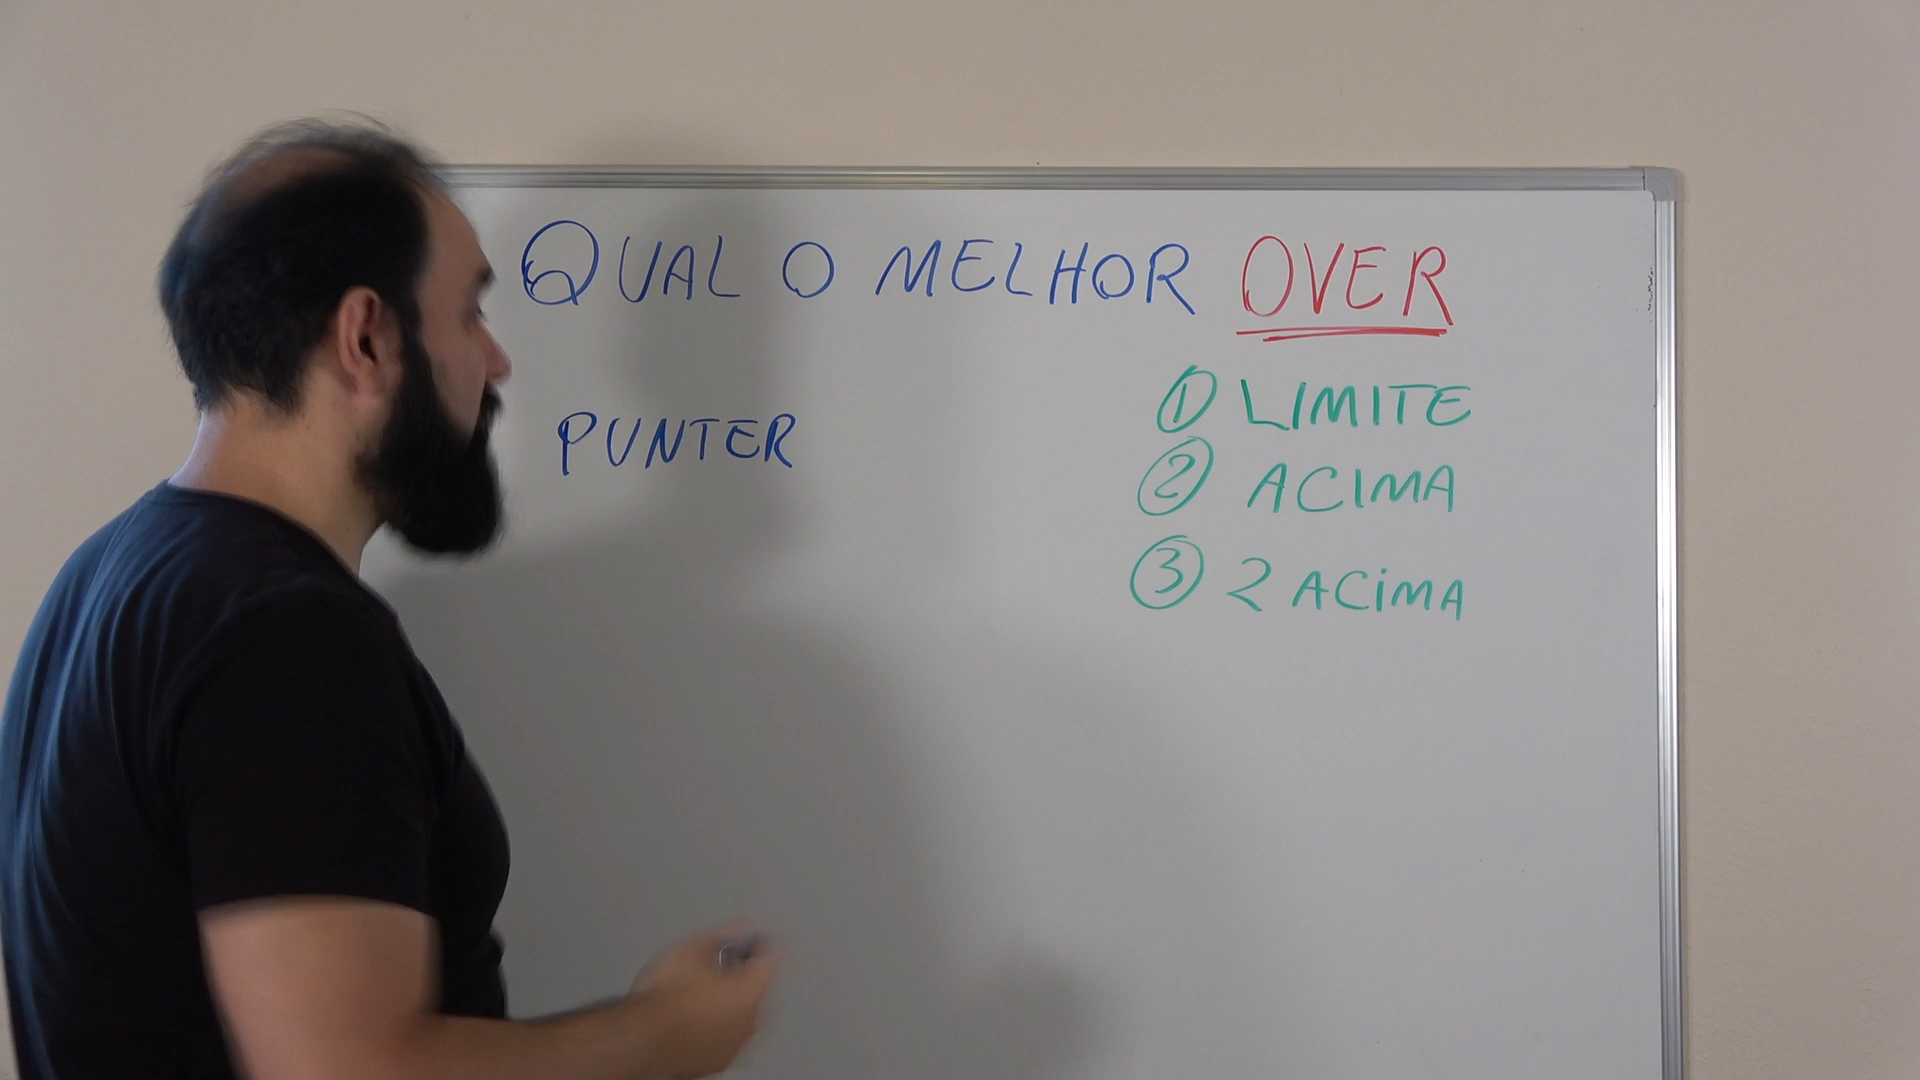 QUAL O MELHOR OVER
PUNTER
① LIMITE
② ACIMA
③ 2 ACIMA